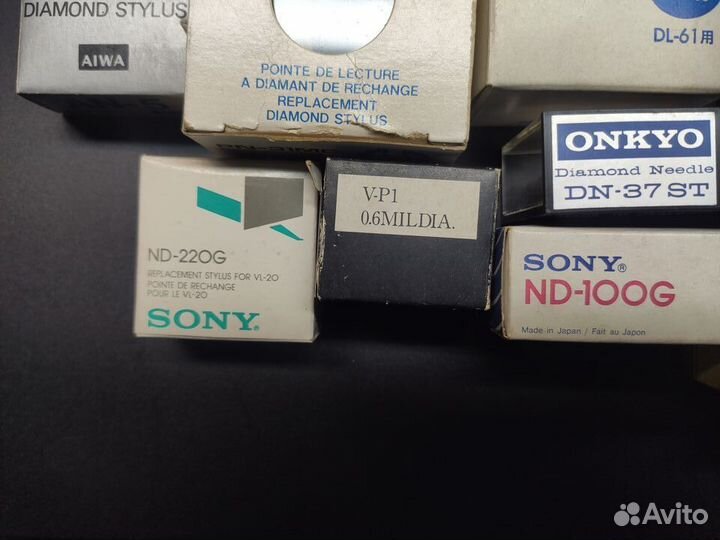 DIAMOND STYLUS
AIWA
POINTE DE LECTURE
A DIAMANT DE RECHANGE
REPLACEMENT
DIAMOND STYLUS
DL-61用
ONKYO
Diamond Needle
DN-37 ST
ND-220G
REPLACEMENT STYLUS FOR VL-20
POINTE DE RECHANGE
POUR LE VL-20
SONY®
V-P1
0.6MILDIA.
SONY®
ND-100G
Made in Japan / Fait au Japon
Avito